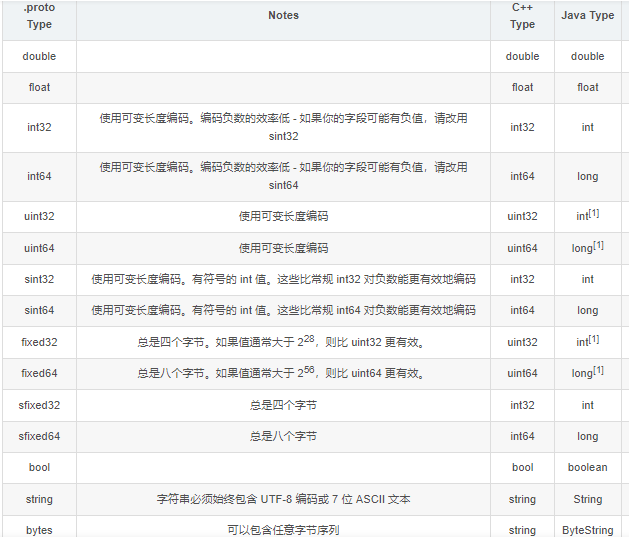 .proto Type Notes C++ Type Java Type
double double double
float float float
int32 使用可变长度编码。编码负数的效率低 - 如果你的字段可能有负值，请改用 sint32 int32 int
int64 使用可变长度编码。编码负数的效率低 - 如果你的字段可能有负值，请改用 sint64 int64 long
uint32 使用可变长度编码 uint32 int[1]
uint64 使用可变长度编码 uint64 long[1]
sint32 使用可变长度编码。有符号的 int 值。这些比常规 int32 对负数能更有效地编码 int32 int
sint64 使用可变长度编码。有符号的 int 值。这些比常规 int64 对负数能更有效地编码 int64 long
fixed32 总是四个字节。如果值通常大于 2^28，则比 uint32 更有效。 uint32 int[1]
fixed64 总是八个字节。如果值通常大于 2^56，则比 uint64 更有效。 uint64 long[1]
sfixed32 总是四个字节 int32 int
sfixed64 总是八个字节 int64 long
bool bool boolean
string 字符串必须始终包含 UTF-8 编码或 7 位 ASCII 文本 string String
bytes 可以包含任意字节序列 string ByteString